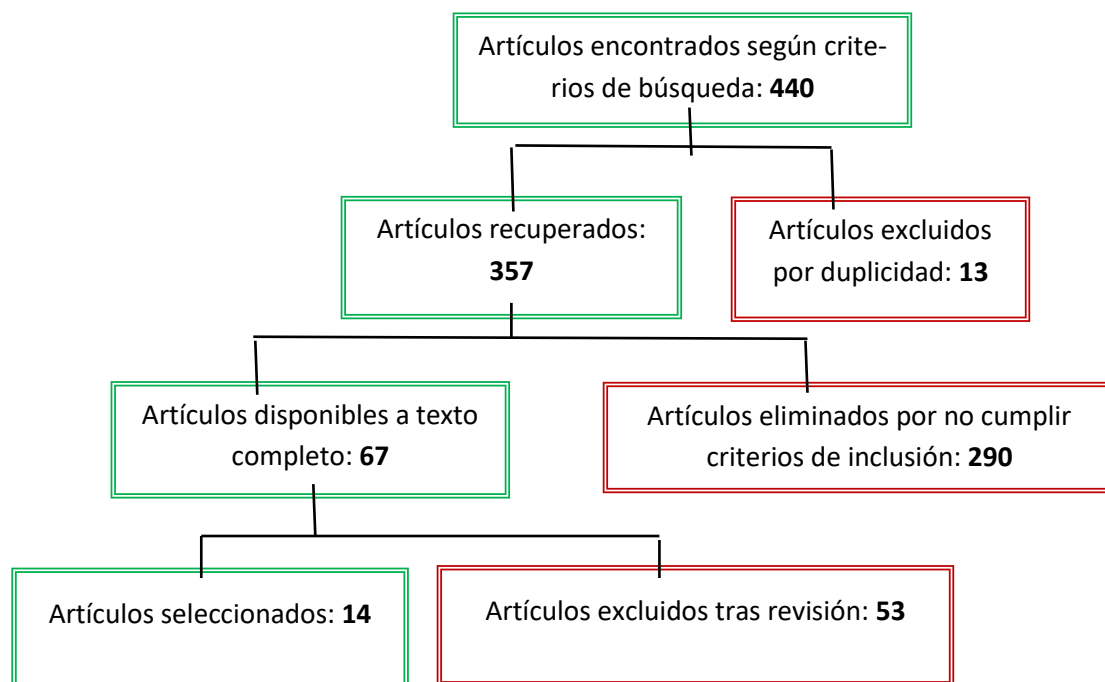 Artículos encontrados según crite-
rios de búsqueda: 440
Artículos recuperados:
357
Artículos excluidos
por duplicidad: 13
Artículos disponibles a texto
completo: 67
Artículos eliminados por no cumplir
criterios de inclusión: 290
Artículos seleccionados: 14
Artículos excluidos tras revisión: 53